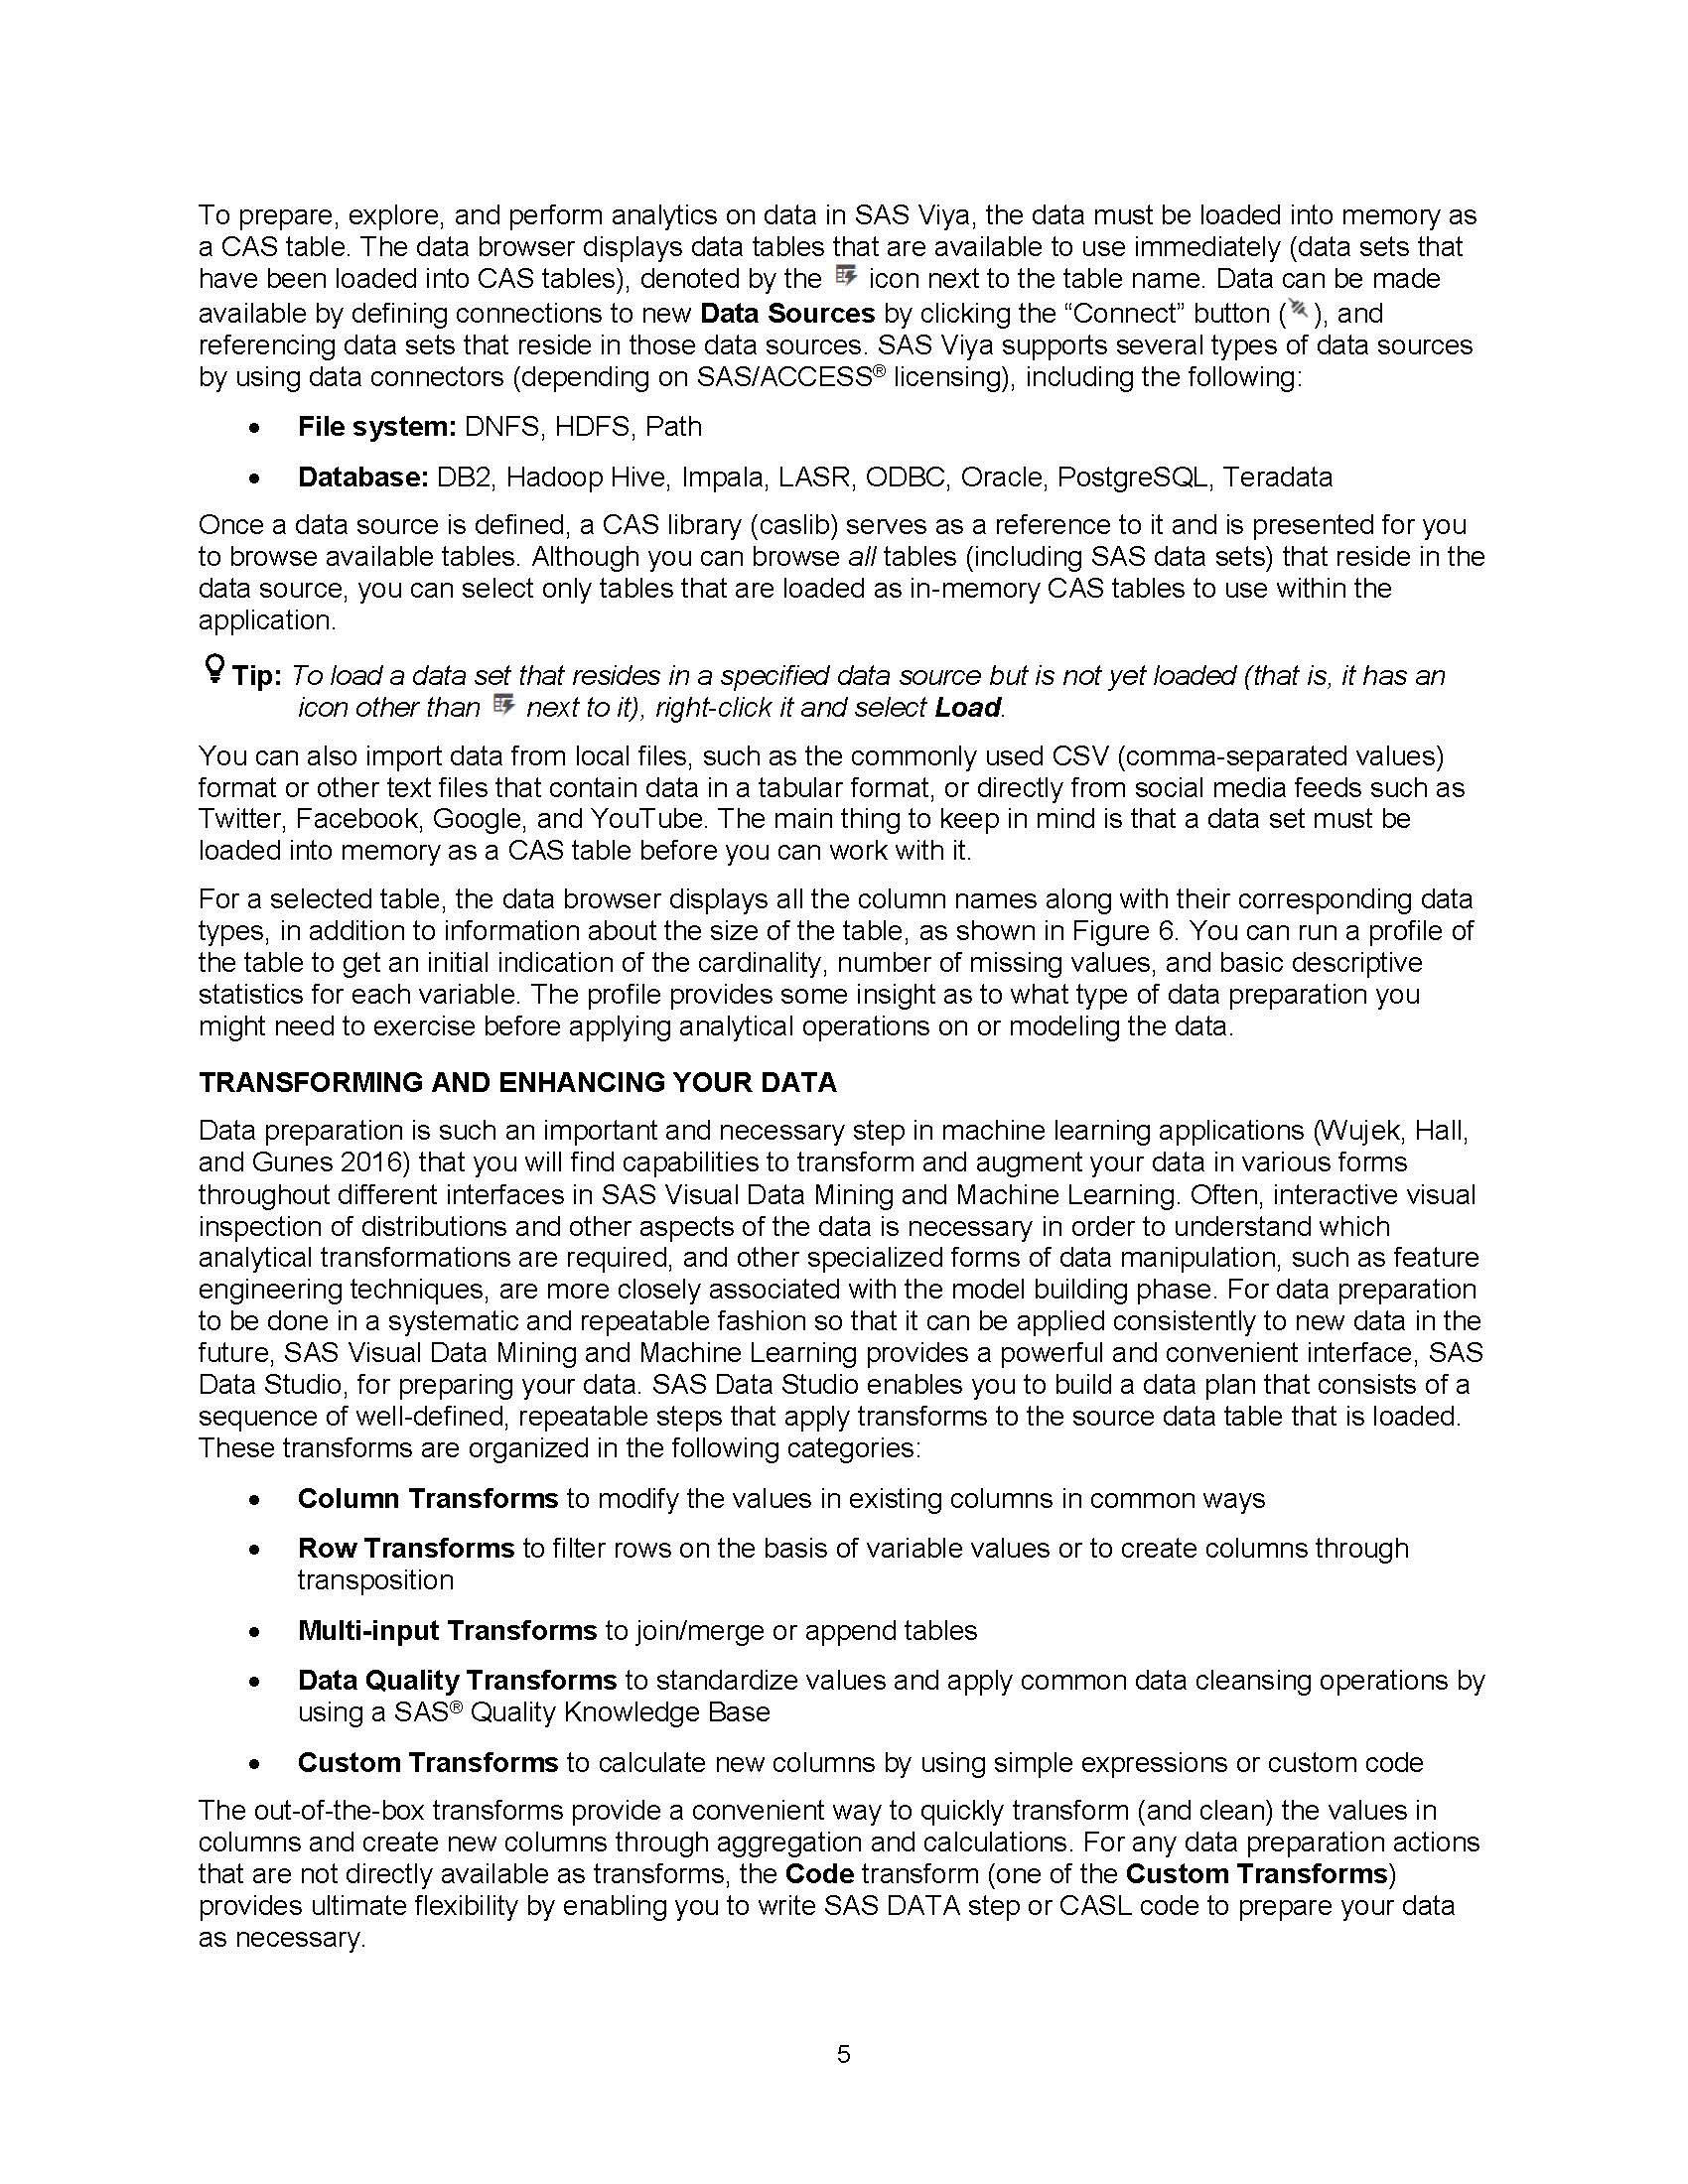 To prepare, explore, and perform analytics on data in SAS Viya, the data must be loaded into memory as
a CAS table. The data browser displays data tables that are available to use immediately (data sets that
have been loaded into CAS tables), denoted by the icon next to the table name. Data can be made
available by defining connections to new Data Sources by clicking the “Connect” button ( ), and
referencing data sets that reside in those data sources. SAS Viya supports several types of data sources
by using data connectors (depending on SAS/ACCESS® licensing), including the following:
• File system: DNFS, HDFS, Path
• Database: DB2, Hadoop Hive, Impala, LASR, ODBC, Oracle, PostgreSQL, Teradata
Once a data source is defined, a CAS library (caslib) serves as a reference to it and is presented for you
to browse available tables. Although you can browse all tables (including SAS data sets) that reside in the
data source, you can select only tables that are loaded as in-memory CAS tables to use within the
application.
Tip: To load a data set that resides in a specified data source but is not yet loaded (that is, it has an
icon other than next to it), right-click it and select Load.
You can also import data from local files, such as the commonly used CSV (comma-separated values)
format or other text files that contain data in a tabular format, or directly from social media feeds such as
Twitter, Facebook, Google, and YouTube. The main thing to keep in mind is that a data set must be
loaded into memory as a CAS table before you can work with it.
For a selected table, the data browser displays all the column names along with their corresponding data
types, in addition to information about the size of the table, as shown in Figure 6. You can run a profile of
the table to get an initial indication of the cardinality, number of missing values, and basic descriptive
statistics for each variable. The profile provides some insight as to what type of data preparation you
might need to exercise before applying analytical operations on or modeling the data.
TRANSFORMING AND ENHANCING YOUR DATA
Data preparation is such an important and necessary step in machine learning applications (Wujek, Hall,
and Gunes 2016) that you will find capabilities to transform and augment your data in various forms
throughout different interfaces in SAS Visual Data Mining and Machine Learning. Often, interactive visual
inspection of distributions and other aspects of the data is necessary in order to understand which
analytical transformations are required, and other specialized forms of data manipulation, such as feature
engineering techniques, are more closely associated with the model building phase. For data preparation
to be done in a systematic and repeatable fashion so that it can be applied consistently to new data in the
future, SAS Visual Data Mining and Machine Learning provides a powerful and convenient interface, SAS
Data Studio, for preparing your data. SAS Data Studio enables you to build a data plan that consists of a
sequence of well-defined, repeatable steps that apply transforms to the source data table that is loaded.
These transforms are organized in the following categories:
• Column Transforms to modify the values in existing columns in common ways
• Row Transforms to filter rows on the basis of variable values or to create columns through
transposition
• Multi-input Transforms to join/merge or append tables
• Data Quality Transforms to standardize values and apply common data cleansing operations by
using a SAS® Quality Knowledge Base
• Custom Transforms to calculate new columns by using simple expressions or custom code
The out-of-the-box transforms provide a convenient way to quickly transform (and clean) the values in
columns and create new columns through aggregation and calculations. For any data preparation actions
that are not directly available as transforms, the Code transform (one of the Custom Transforms)
provides ultimate flexibility by enabling you to write SAS DATA step or CASL code to prepare your data
as necessary.
5